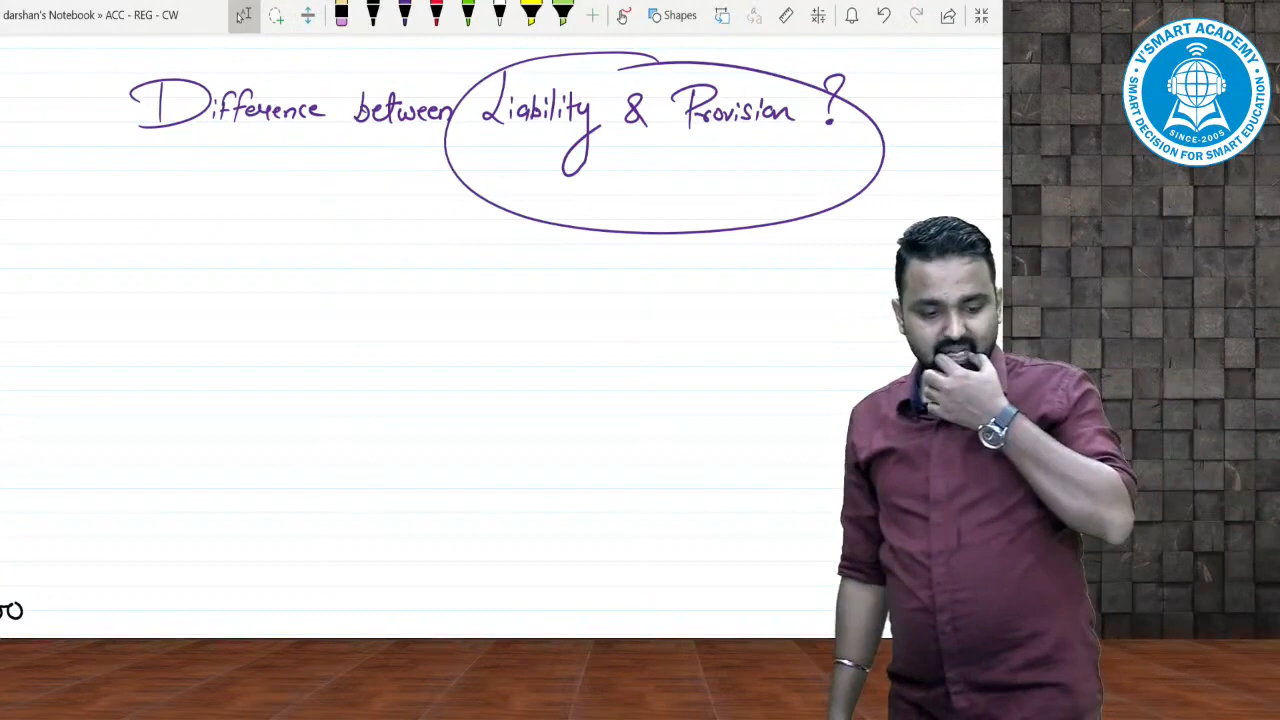 darshan's Notebook » ACC - REG - CW
Shapes
Difference between Liability & Provision ?
V'SMART ACADEMY
SINCE-2005
SMART DECISION FOR SMART EDUCATION